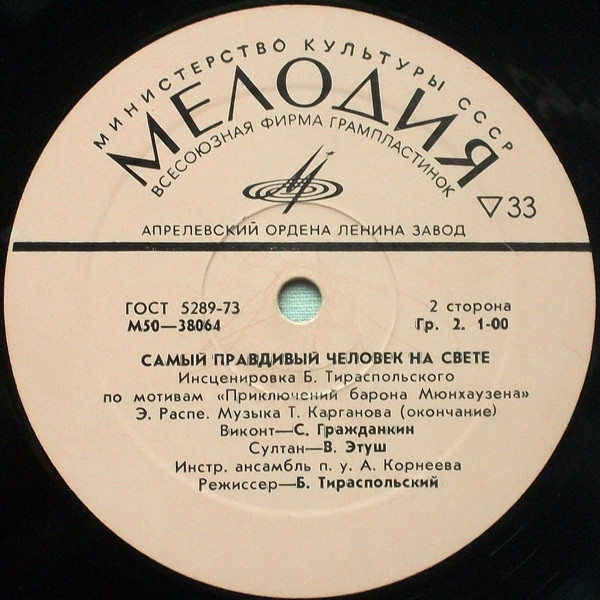 МИНИСТЕРСТВО КУЛЬТУРЫ СССР
МЕЛОДИЯ
ВСЕСОЮЗНАЯ ФИРМА ГРАМПЛАСТИНОК
33
АПРЕЛЕВСКИЙ ОРДЕНА ЛЕНИНА ЗАВОД
ГОСТ 5289-73
2 сторона
М50—38064
Гр. 2. 1-00
САМЫЙ ПРАВДИВЫЙ ЧЕЛОВЕК НА СВЕТЕ
Инсценировка Б. Тираспольского
по мотивам «Приключений барона Мюнхаузена»
Э. Распе. Музыка Т. Карганова (окончание)
Виконт—С. Гражданкин
Султан—В. Этуш
Инстр. ансамбль п. у. А. Корнеева
Режиссер—Б. Тираспольский